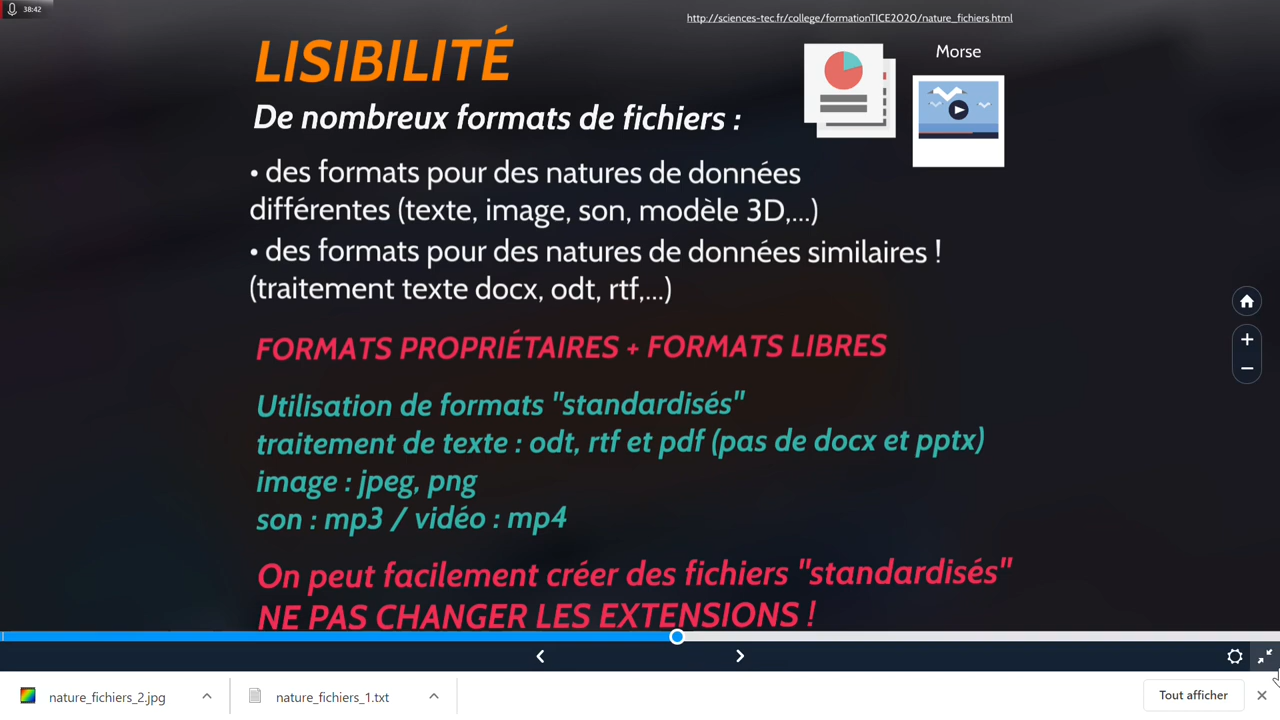 38:42
http://sciences-tec.fr/college/formationTICE2020/nature_fichiers.html
LISIBILITÉ
Morse
De nombreux formats de fichiers :
• des formats pour des natures de données
différentes (texte, image, son, modèle 3D,...)
• des formats pour des natures de données similaires !
(traitement texte docx, odt, rtf,...)
FORMATS PROPRIÉTAIRES + FORMATS LIBRES
Utilisation de formats "standardisés"
traitement de texte : odt, rtf et pdf (pas de docx et pptx)
image : jpeg, png
son : mp3 / vidéo : mp4
On peut facilement créer des fichiers "standardisés"
NE PAS CHANGER LES EXTENSIONS !
nature_fichiers_2.jpg
nature_fichiers_1.txt
Tout afficher